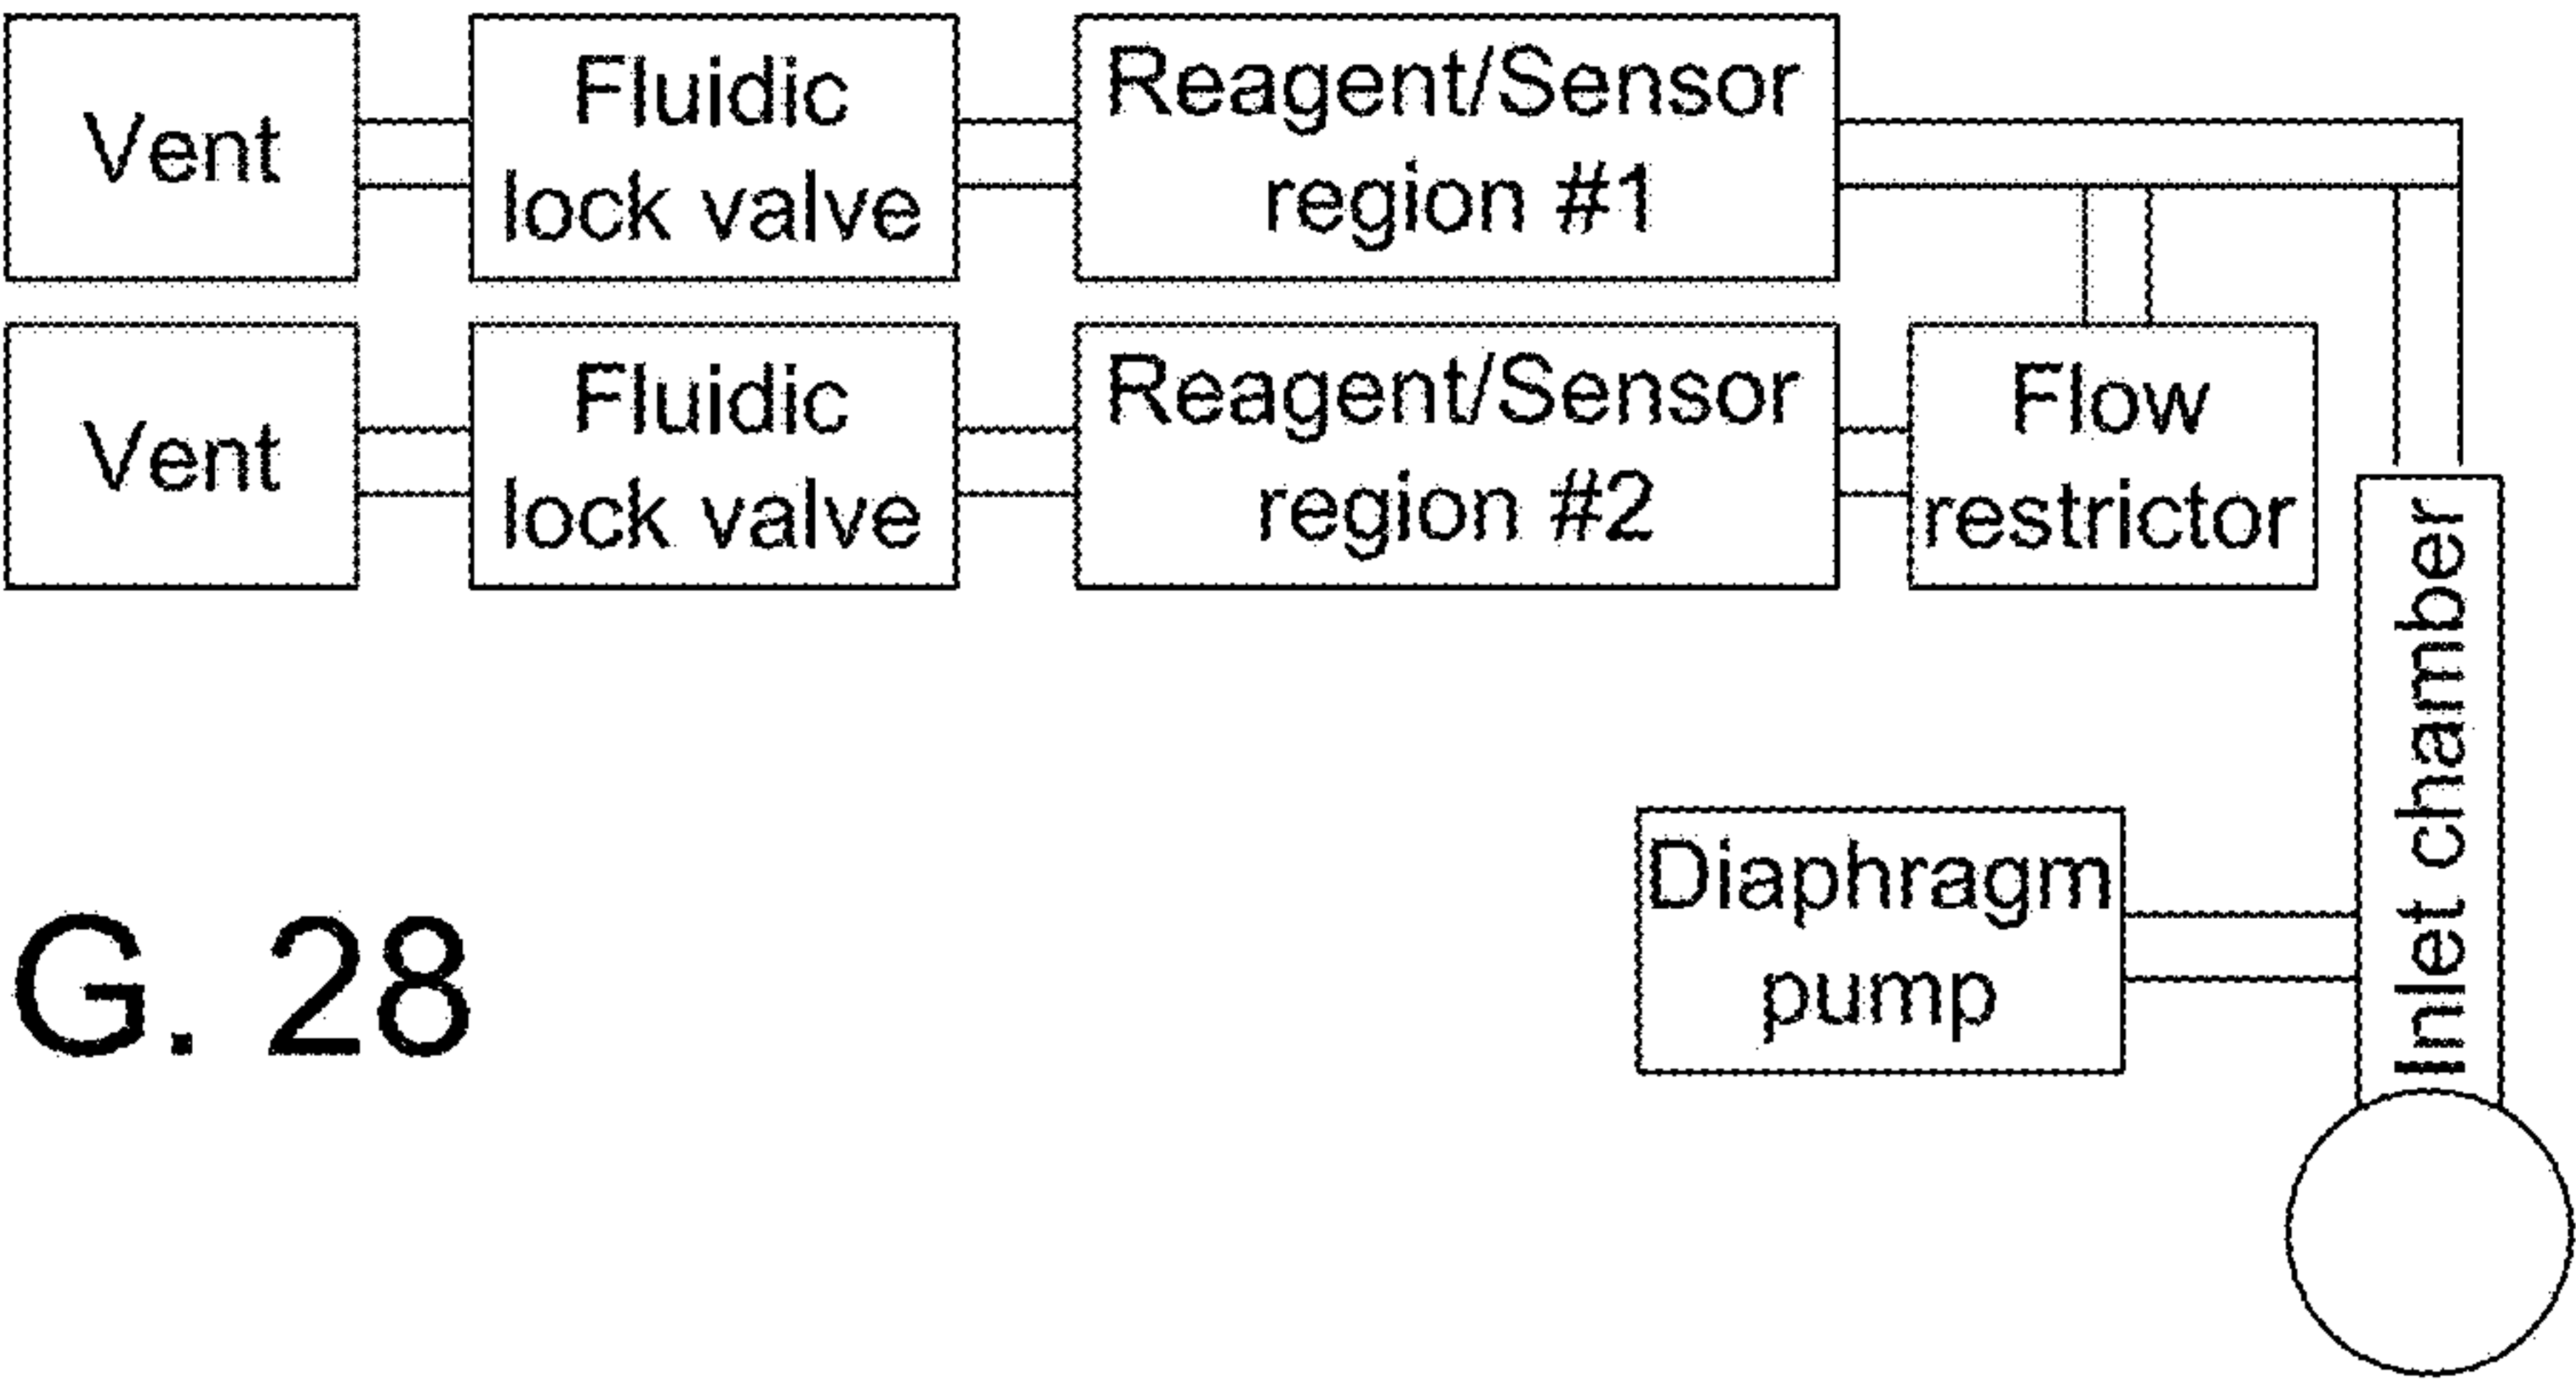 Vent
Fluidic
lock valve
Reagent/Sensor
region #1
Vent
Fluidic
lock valve
Reagent/Sensor
region #2
Flow
restrictor
Inlet chamber
Diaphragm
pump
G. 28